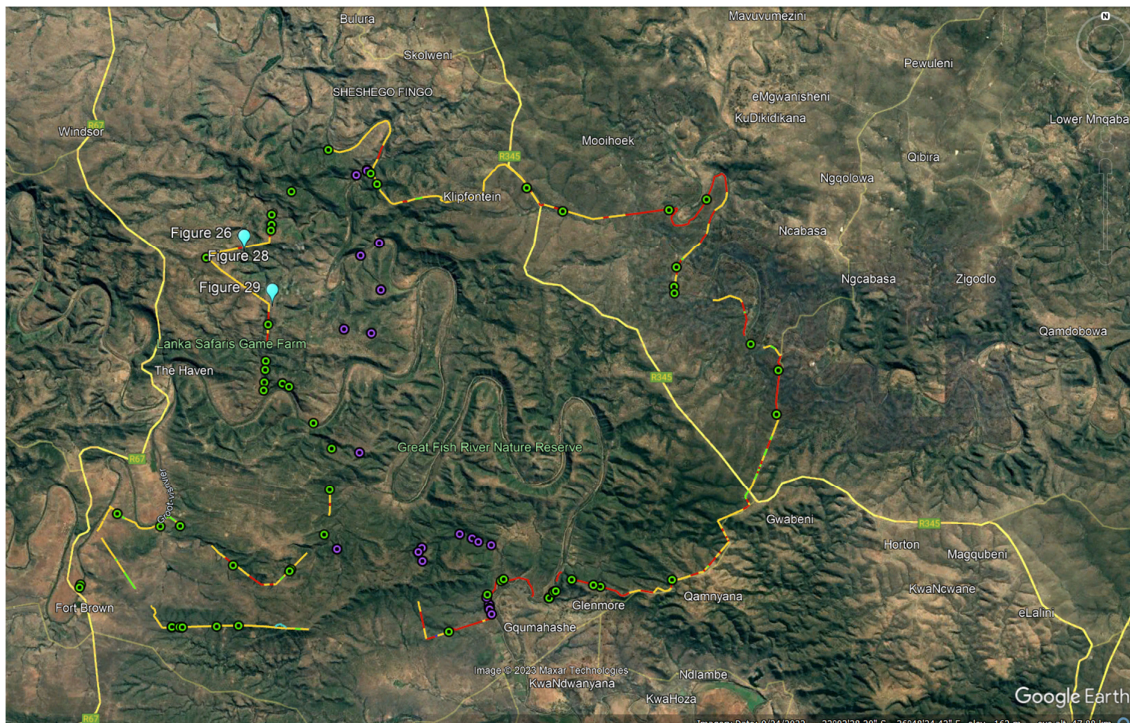 Bulura
Mavuvumezini
N
Skolweni
Pewuleni
SHESHEGO FINGO
eMgwanisheni
KuDikidikana
Lower Mnqaba
R67
Windsor
Mooihoek
R345
Qibira
Klipfontein
Ngqolowa
Figure 26
Ncabasa
Figure 28
Ngcabasa
Zigodlo
Figure 29
Qamdobowa
Lanka Safaris Game Farm
The Haven
R345
Great Fish River Nature Reserve
R67
Gwabeni
R345
Horton
Magqubeni
KwaNcwane
Fort Brown
Glenmore
Qamnyana
eLalini
Gqumahashe
Image © 2023 Maxar Technologies
Ndlambe
KwaNdwanyana
KwaHoza
Google Earth
R67